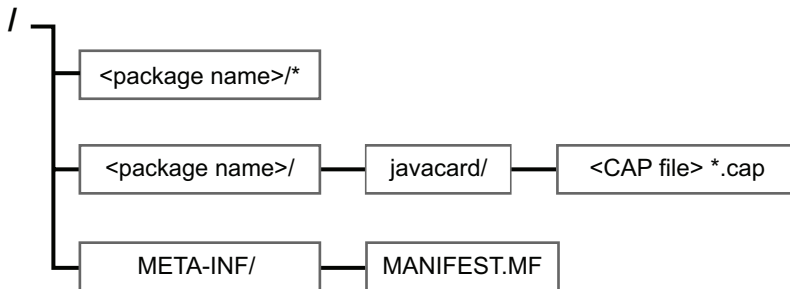 /
<package name>/*
<package name>/ javacard/ <CAP file> *.cap
META-INF/ MANIFEST.MF